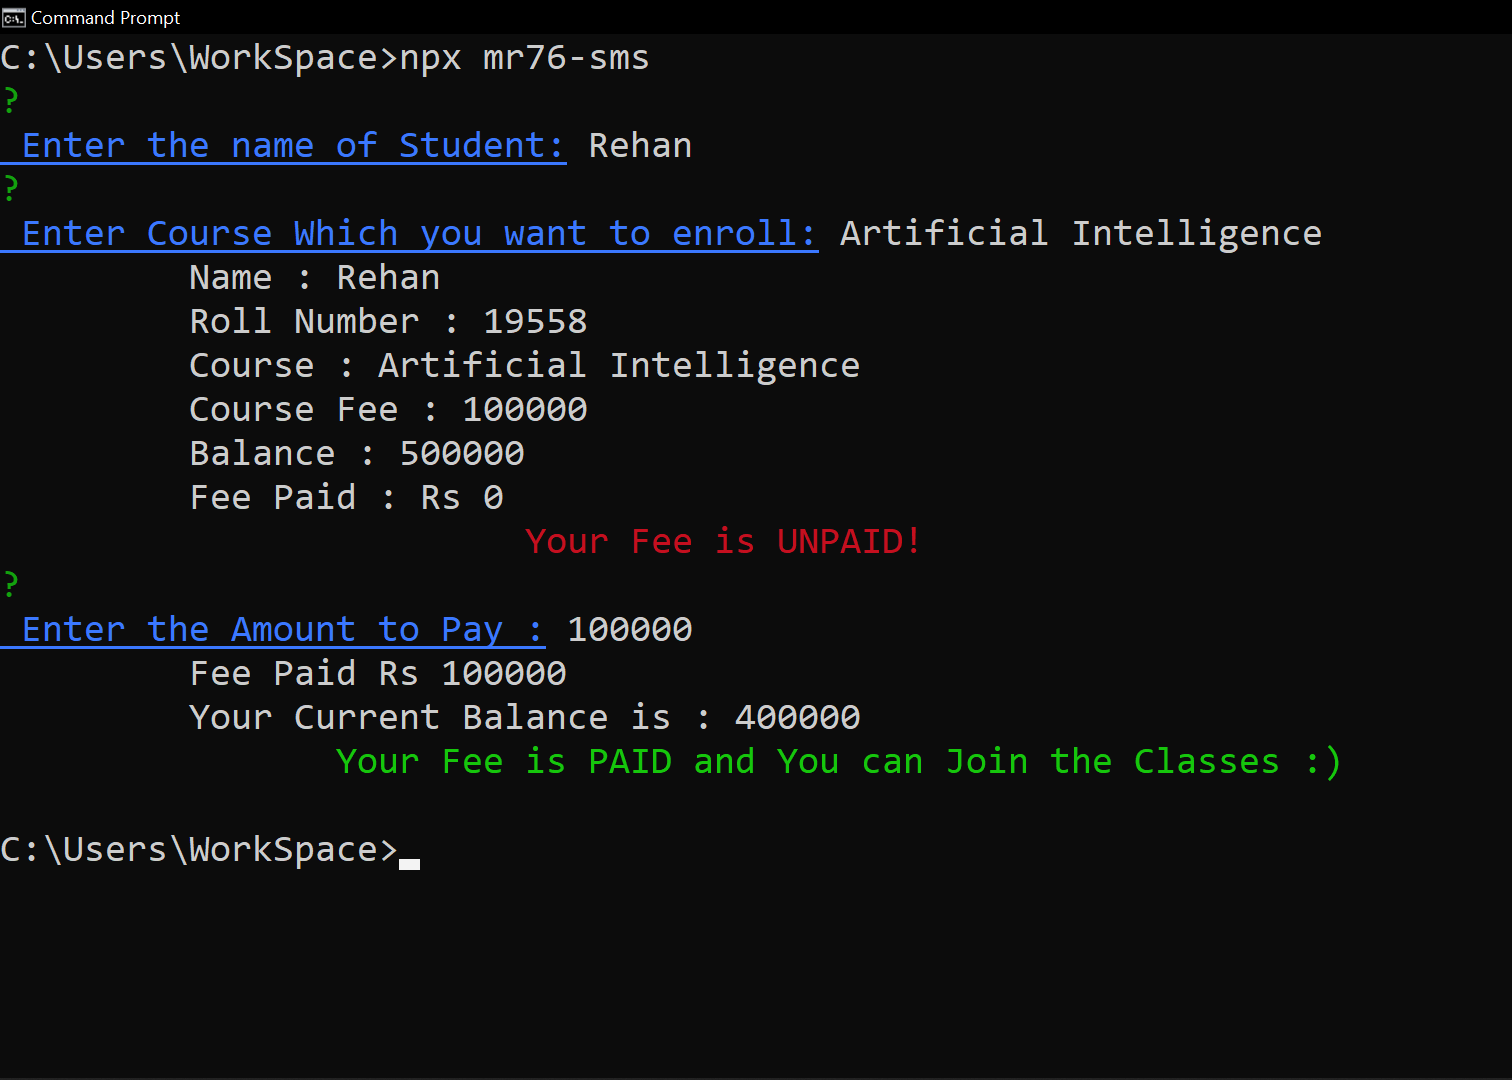 Command Prompt
C:\Users\WorkSpace>npx mr76-sms
?
Enter the name of Student: Rehan
?
Enter Course Which you want to enroll: Artificial Intelligence
Name : Rehan
Roll Number : 19558
Course : Artificial Intelligence
Course Fee : 100000
Balance : 500000
Fee Paid : Rs 0
Your Fee is UNPAID!
?
Enter the Amount to Pay : 100000
Fee Paid Rs 100000
Your Current Balance is : 400000
Your Fee is PAID and You can Join the Classes :)
C:\Users\WorkSpace>